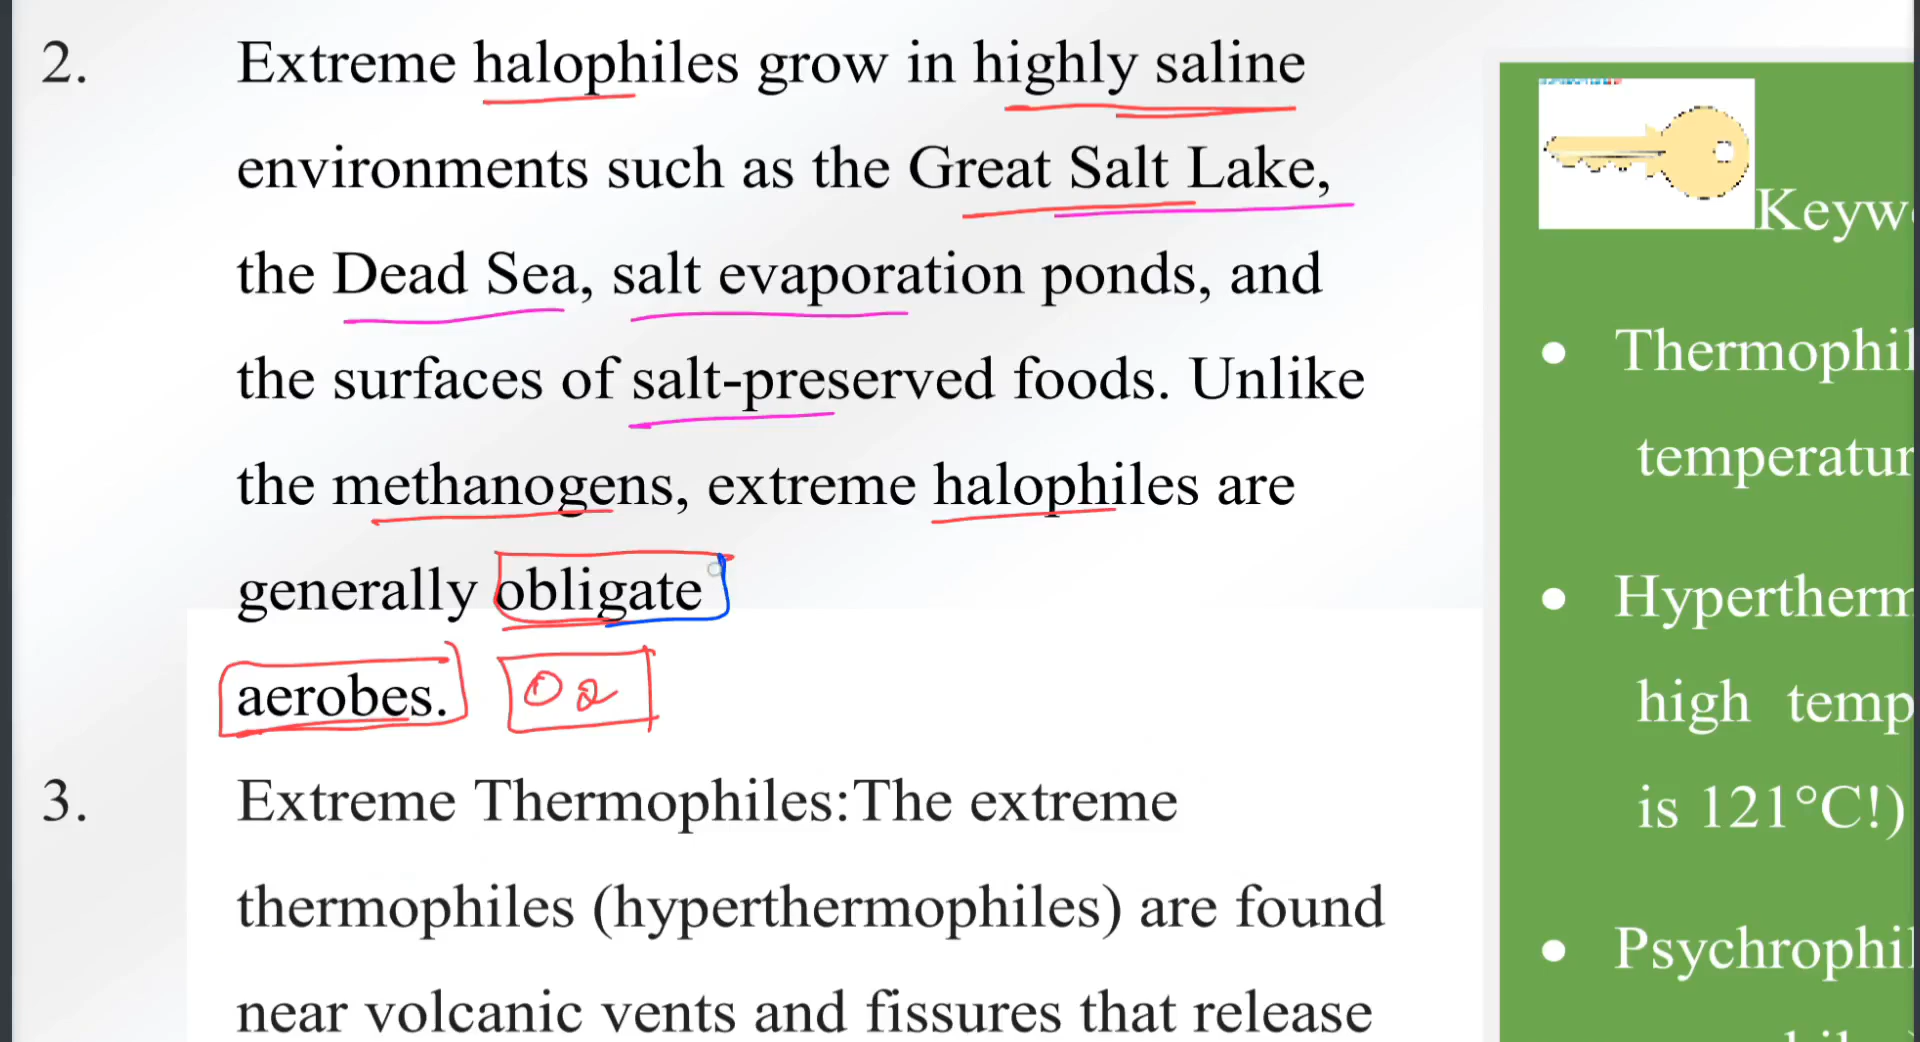 2. Extreme halophiles grow in highly saline
environments such as the Great Salt Lake,
the Dead Sea, salt evaporation ponds, and
the surfaces of salt-preserved foods. Unlike
the methanogens, extreme halophiles are
generally obligate
aerobes. O2
3. Extreme Thermophiles:The extreme
thermophiles (hyperthermophiles) are found
near volcanic vents and fissures that release
Keyw
• Thermophil
temperatur
• Hypertherm
high temp
is 121°C!)
• Psychrophil